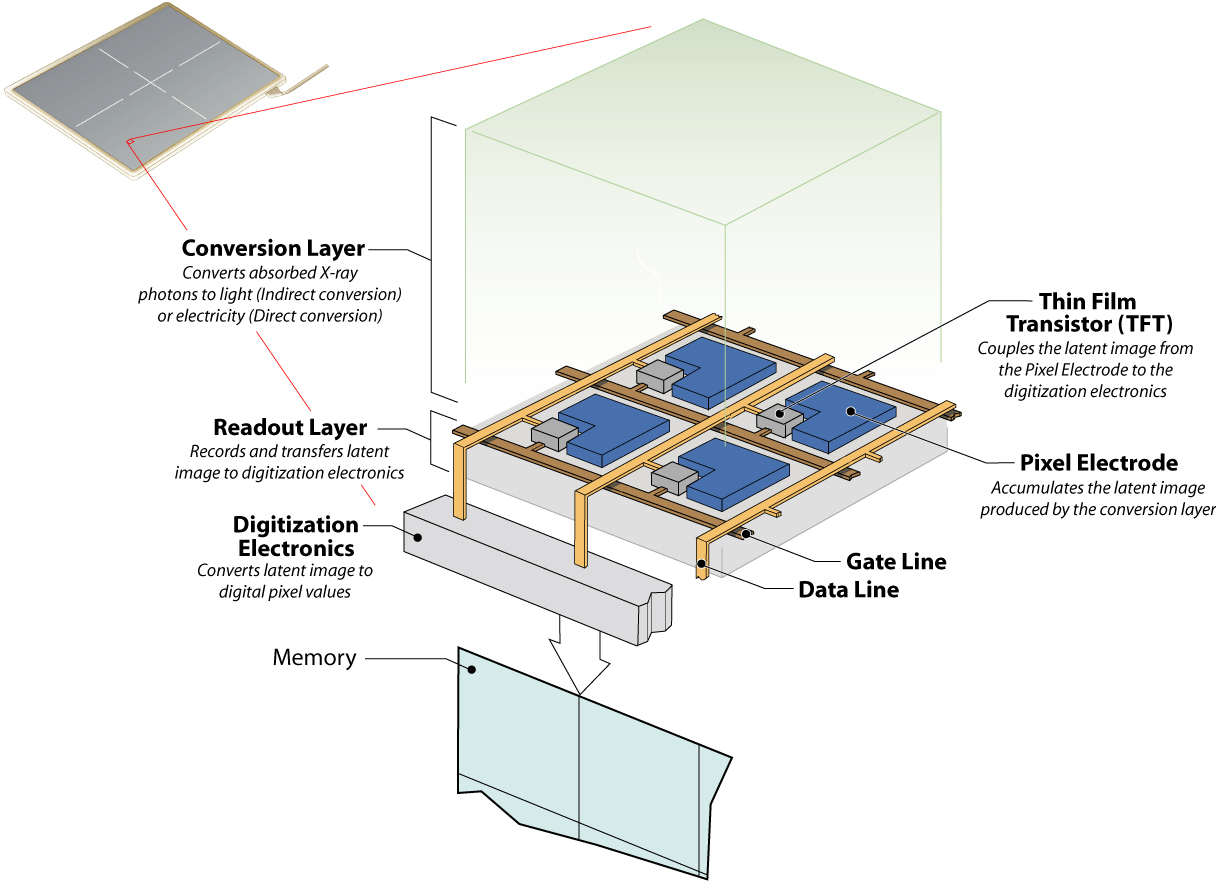 Conversion Layer
Converts absorbed X-ray
photons to light (Indirect conversion)
or electricity (Direct conversion)
Thin Film
Transistor (TFT)
Couples the latent image from
the Pixel Electrode to the
digitization electronics
Readout Layer
Records and transfers latent
image to digitization electronics
Pixel Electrode
Accumulates the latent image
produced by the conversion layer
Digitization
Electronics
Converts latent image to
digital pixel values
Gate Line
Data Line
Memory